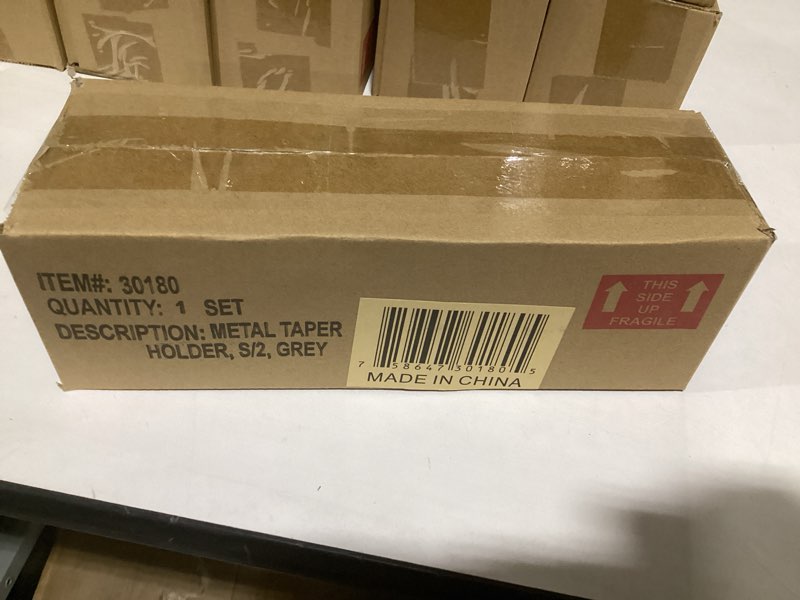 ITEM#: 30180
QUANTITY: 1 SET
DESCRIPTION: METAL TAPER
HOLDER, S/2, GREY
7 58647 30180 5
MADE IN CHINA
THIS
SIDE
UP
FRAGILE